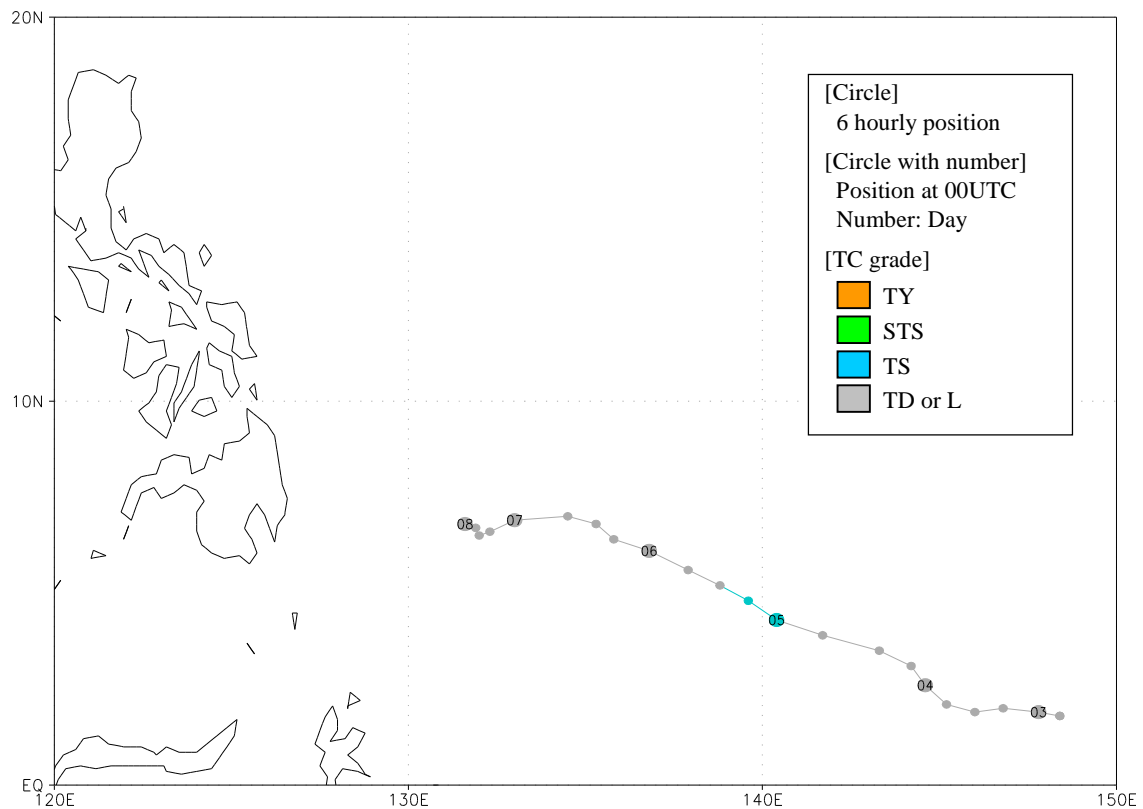 20N
[Circle]
6 hourly position
[Circle with number]
Position at 00UTC
Number: Day
[TC grade]
TY
STS
TS
TD or L
10N
08
07
06
05
04
03
EQ
120E
130E
140E
150E